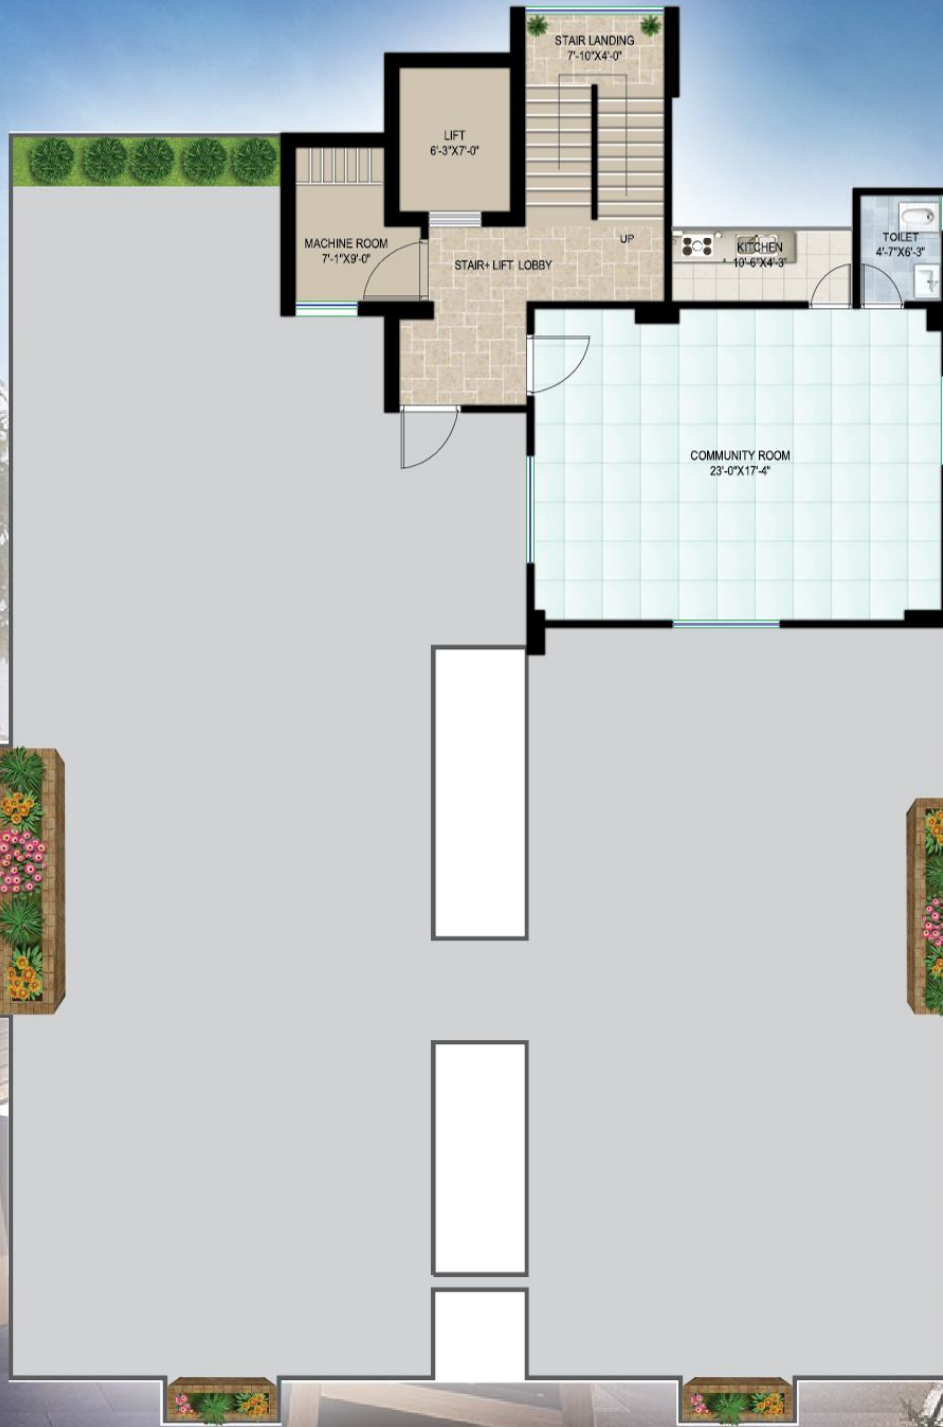 STAIR LANDING
7'-10"X4'-0"
LIFT
6'-3"X7'-0"
MACHINE ROOM
7'-1"X9'-0"
STAIR+ LIFT LOBBY
UP
KITCHEN
10'-6"X4'-3"
TOILET
4'-7"X6'-3"
COMMUNITY ROOM
23'-0"X17'-4"